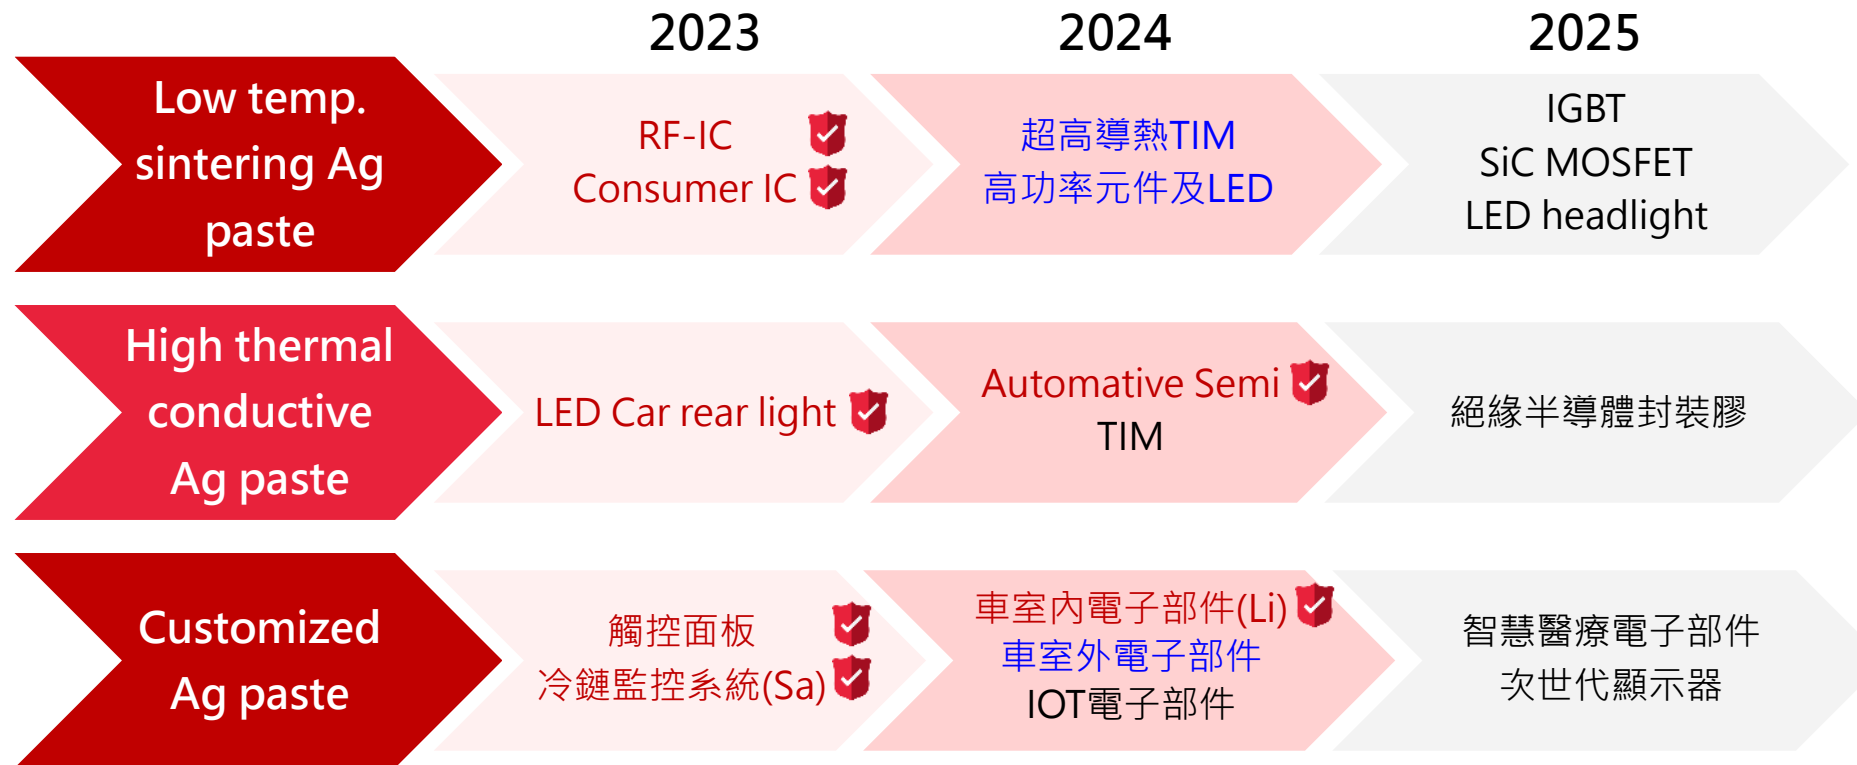 2023
2024
2025
Low temp.
sintering Ag
paste
RF-IC
Consumer IC
超高導熱TIM
高功率元件及LED
IGBT
SiC MOSFET
LED headlight
High thermal
conductive
Ag paste
LED Car rear light
Automative Semi
TIM
絕緣半導體封裝膠
Customized
Ag paste
觸控面板
冷鏈監控系統(Sa)
車室內電子部件(Li)
車室外電子部件
IOT電子部件
智慧醫療電子部件
次世代顯示器